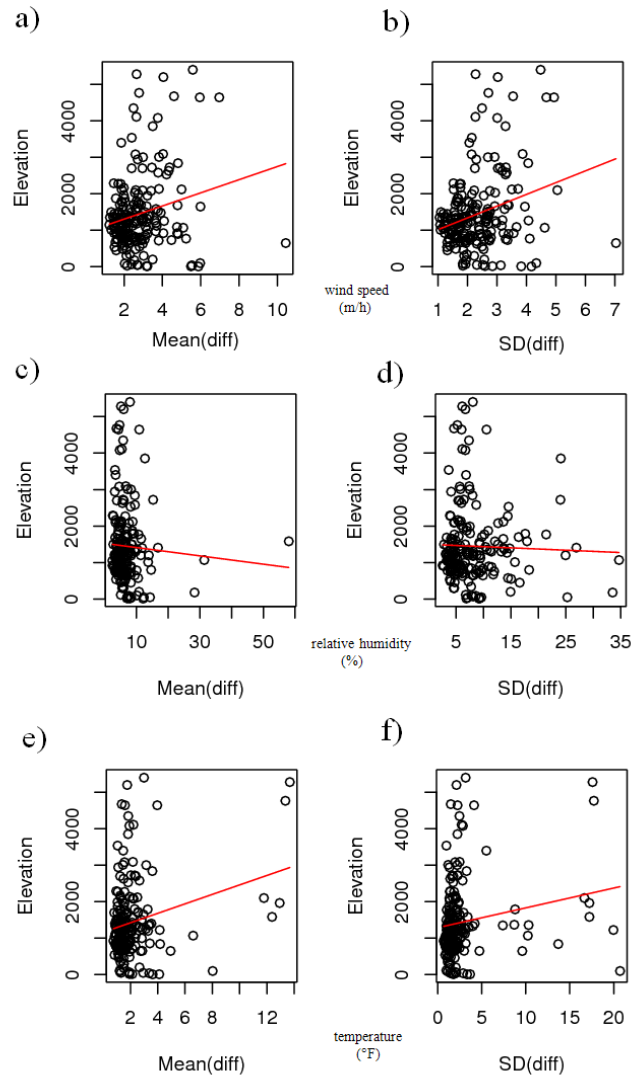 a)
b)
Elevation
0 2000 4000
2 4 6 8 10
Mean(diff)
wind speed
(m/h)
Elevation
0 2000 4000
1 2 3 4 5 6 7
SD(diff)
c)
d)
Elevation
0 2000 4000
10 30 50
Mean(diff)
relative humidity
(%)
Elevation
0 2000 4000
5 15 25 35
SD(diff)
e)
f)
Elevation
0 2000 4000
2 4 6 8 12
Mean(diff)
temperature
(°F)
Elevation
0 2000 4000
0 5 10 15 20
SD(diff)